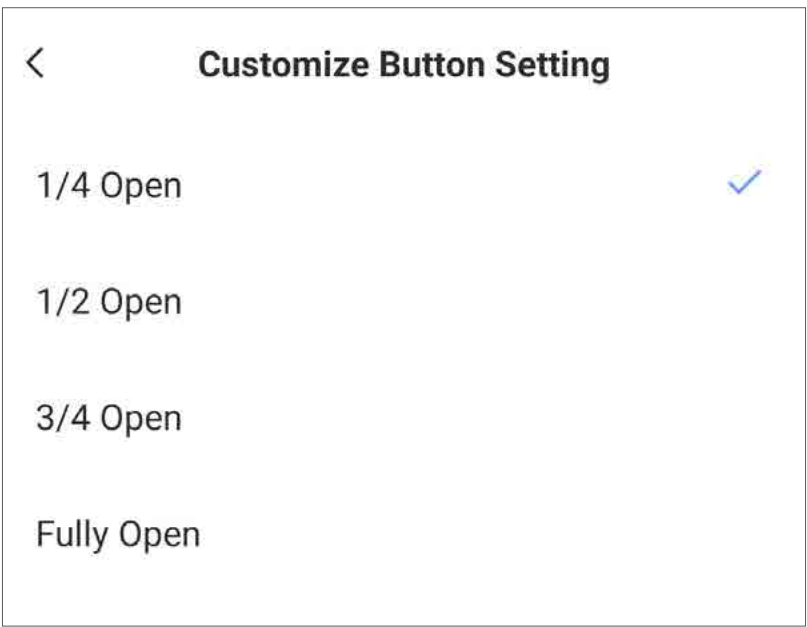 Customize Button Setting
1/4 Open
1/2 Open
3/4 Open
Fully Open